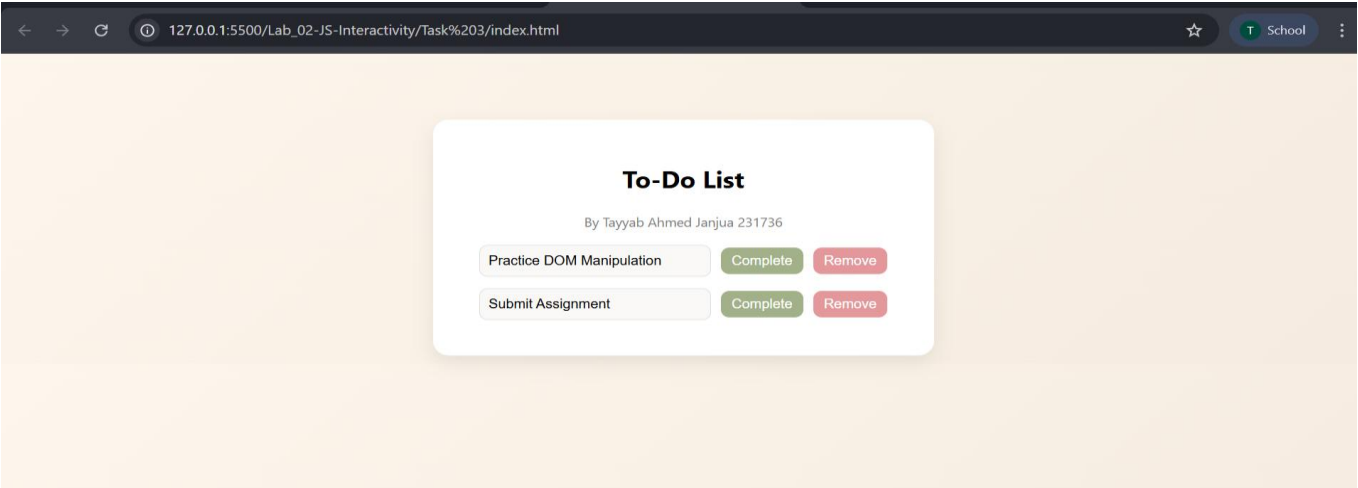 127.0.0.1:5500/Lab_02-JS-Interactivity/Task%203/index.html T School
To-Do List
By Tayyab Ahmed Janjua 231736
Practice DOM Manipulation Complete Remove
Submit Assignment Complete Remove